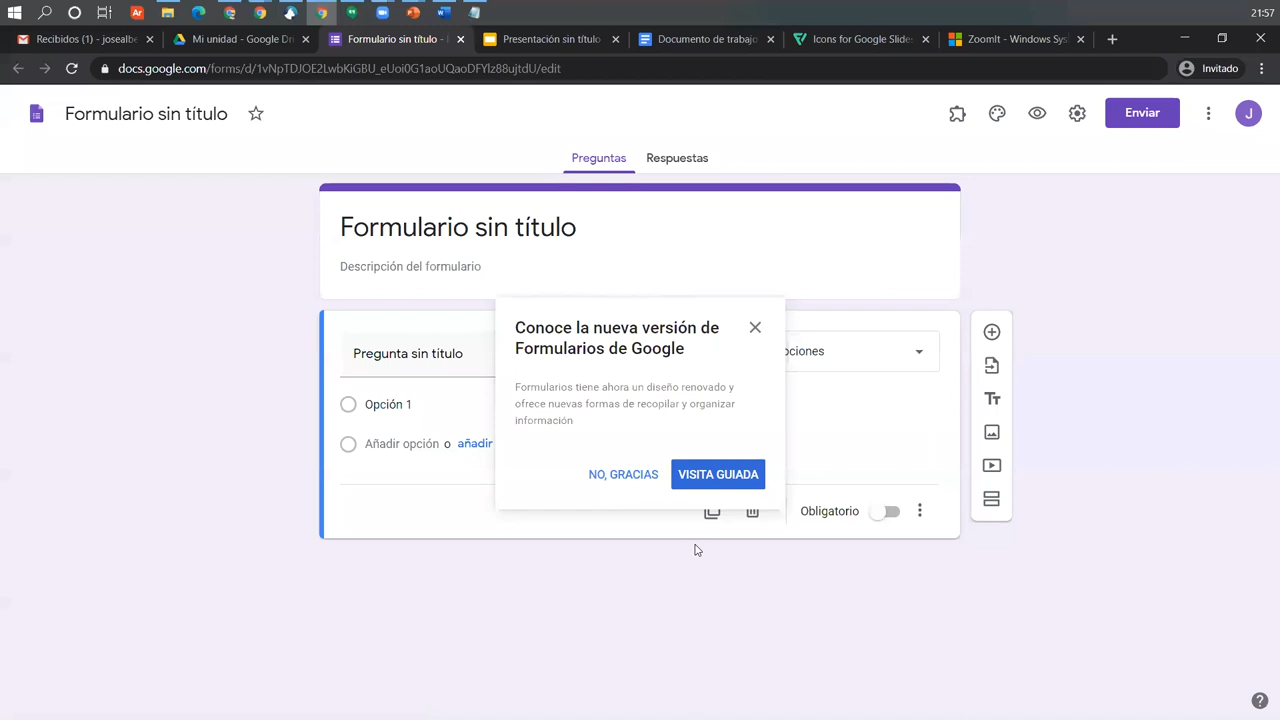 21:57
Recibidos (1) - josealbe
Mi unidad - Google Dri
Formulario sin título -
Presentación sin título
Documento de trabajo
Icons for Google Slides
ZoomIt - Windows Sys
docs.google.com/forms/d/1vNpTDJOE2LwbKiGBU_eUoi0G1aoUQaoDFYlz88ujtdU/edit
Invitado
Formulario sin título
Enviar
J
Preguntas
Respuestas
Formulario sin título
Descripción del formulario
Conoce la nueva versión de
Formularios de Google
Formularios tiene ahora un diseño renovado y
ofrece nuevas formas de recopilar y organizar
información
NO, GRACIAS
VISITA GUIADA
Pregunta sin título
pciones
Opción 1
Añadir opción o añadir
Obligatorio